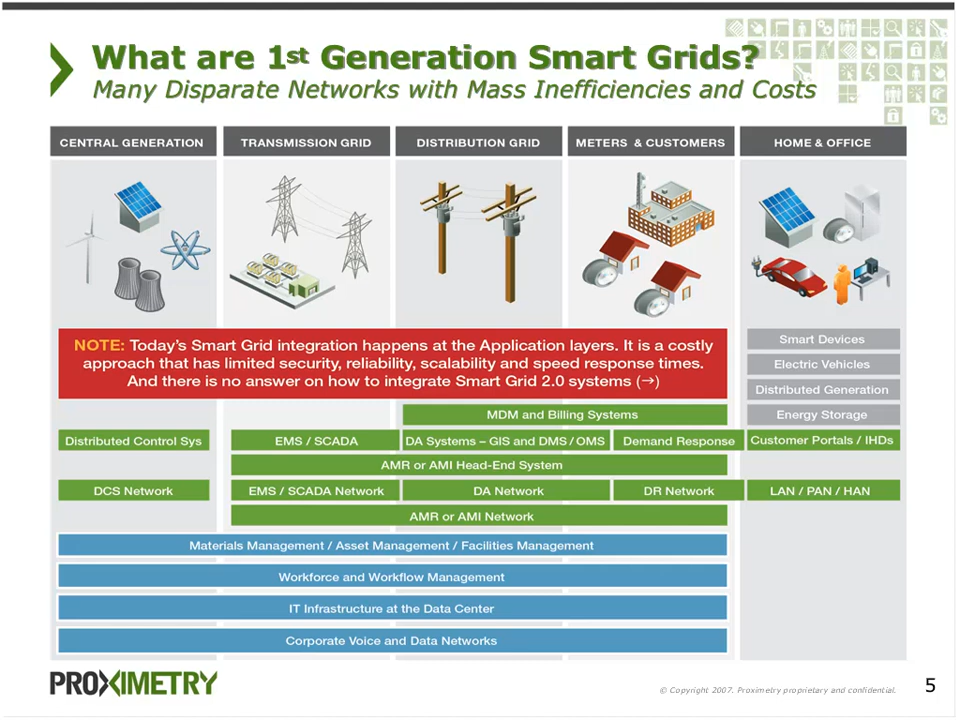 What are 1st Generation Smart Grids?
Many Disparate Networks with Mass Inefficiencies and Costs
CENTRAL GENERATION
TRANSMISSION GRID
DISTRIBUTION GRID
METERS & CUSTOMERS
HOME & OFFICE
NOTE: Today's Smart Grid integration happens at the Application layers. It is a costly
approach that has limited security, reliability, scalability and speed response times.
And there is no answer on how to integrate Smart Grid 2.0 systems (→)
Smart Devices
Electric Vehicles
Distributed Generation
Energy Storage
MDM and Billing Systems
Distributed Control Sys
EMS / SCADA
DA Systems – GIS and DMS / OMS
Demand Response
Customer Portals / IHDs
AMR or AMI Head-End System
DCS Network
EMS / SCADA Network
DA Network
DR Network
LAN / PAN / HAN
AMR or AMI Network
Materials Management / Asset Management / Facilities Management
Workforce and Workflow Management
IT Infrastructure at the Data Center
Corporate Voice and Data Networks
PROXIMETRY
© Copyright 2007. Proximetry proprietary and confidential.
5